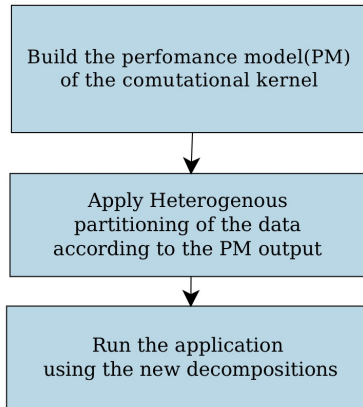 Build the perfomance model(PM)
of the comutational kernel
Apply Heterogenous
partitioning of the data
according to the PM output
Run the application
using the new decompositions